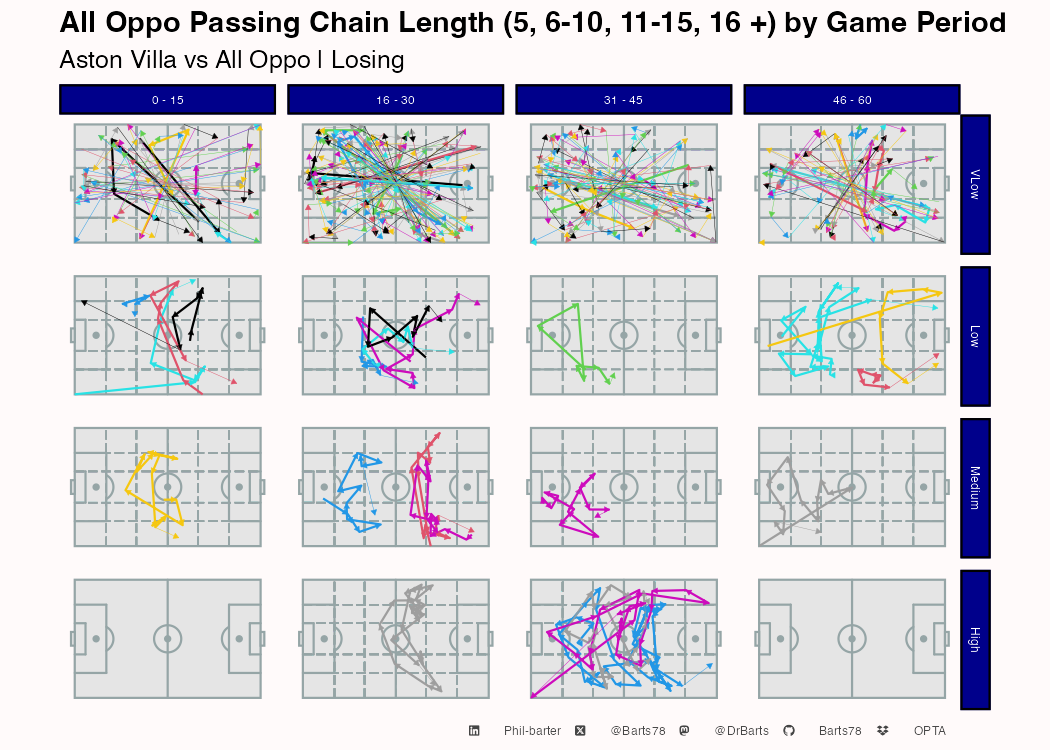 All Oppo Passing Chain Length (5, 6-10, 11-15, 16 +) by Game Period
Aston Villa vs All Oppo | Losing
0 - 15
16 - 30
31 - 45
46 - 60
VLow
Low
Medium
High
Phil-barter @Barts78 @DrBarts Barts78 OPTA